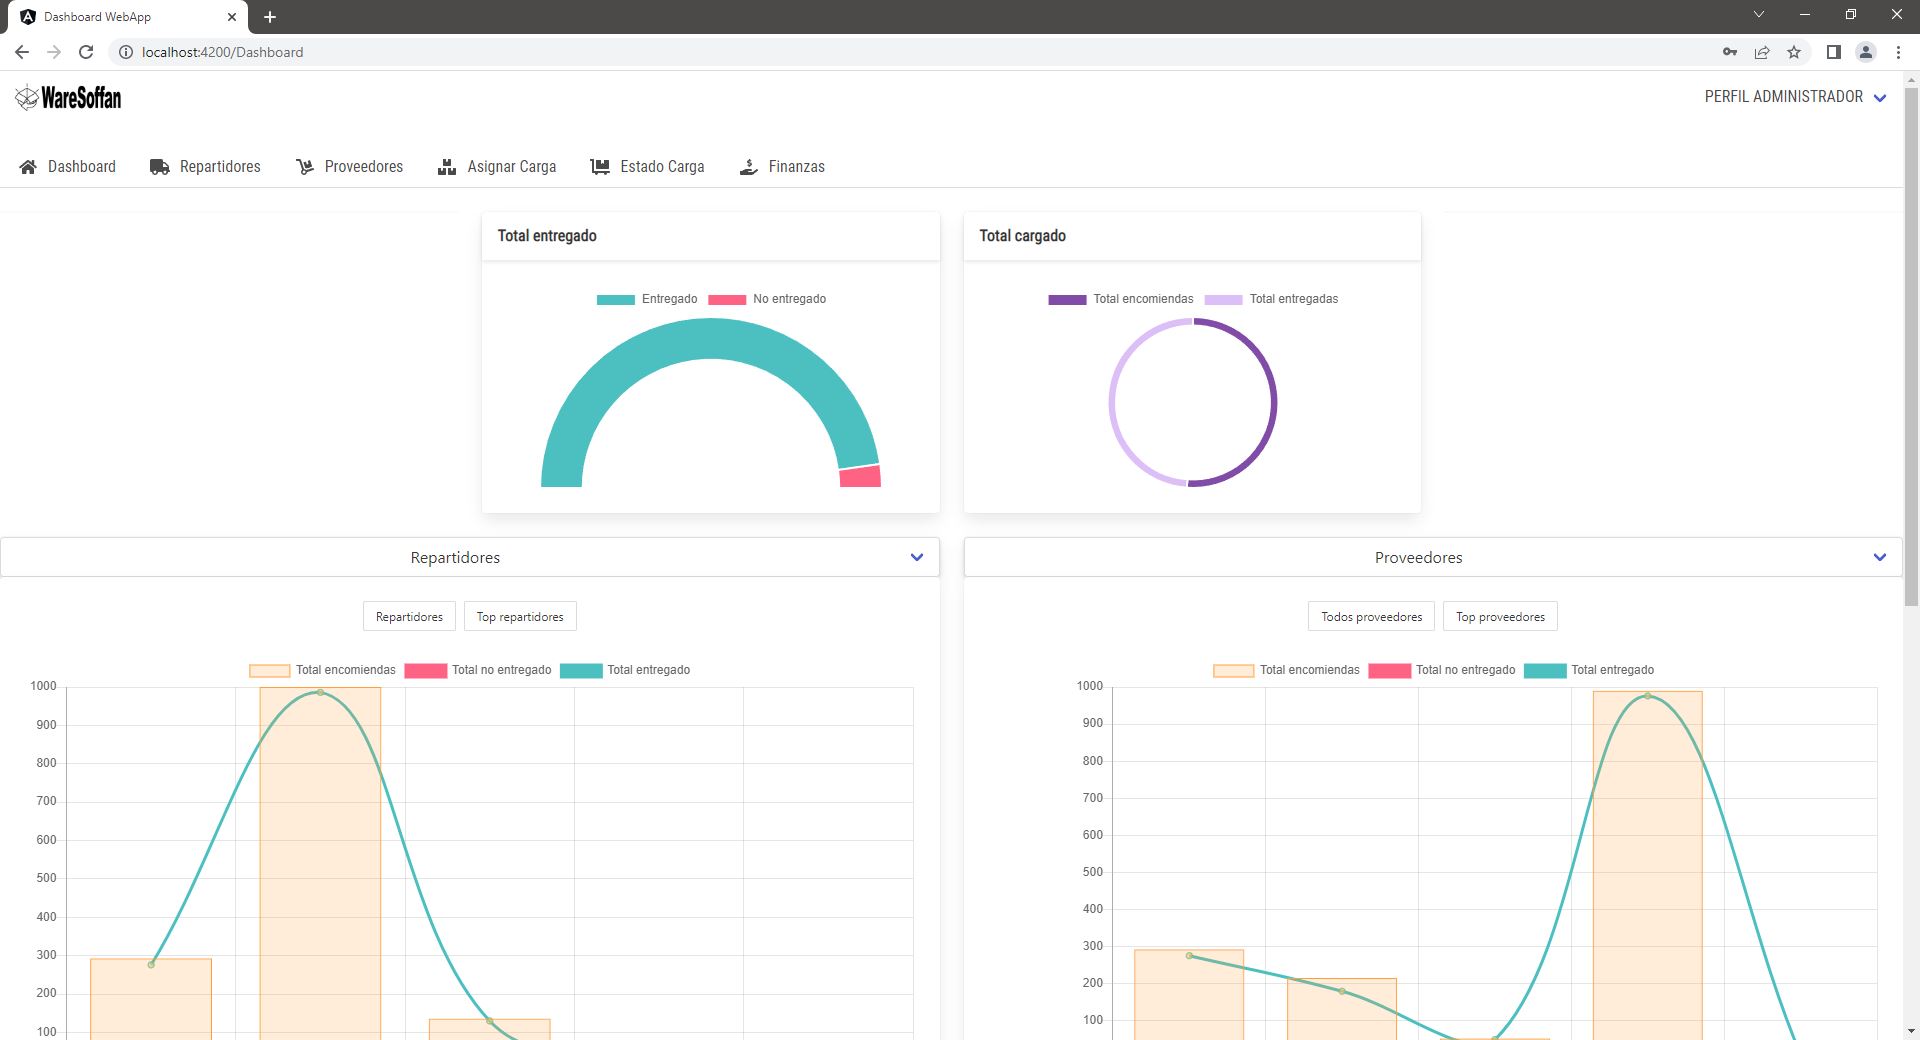 Dashboard WebApp
localhost:4200/Dashboard
WareSoffan
PERFIL ADMINISTRADOR
Dashboard
Repartidores
Proveedores
Asignar Carga
Estado Carga
Finanzas
Total entregado
Entregado
No entregado
Total cargado
Total encomiendas
Total entregadas
Repartidores
Repartidores
Top repartidores
Total encomiendas
Total no entregado
Total entregado
1000
900
800
700
600
500
400
300
200
100
Proveedores
Todos proveedores
Top proveedores
Total encomiendas
Total no entregado
Total entregado
1000
900
800
700
600
500
400
300
200
100